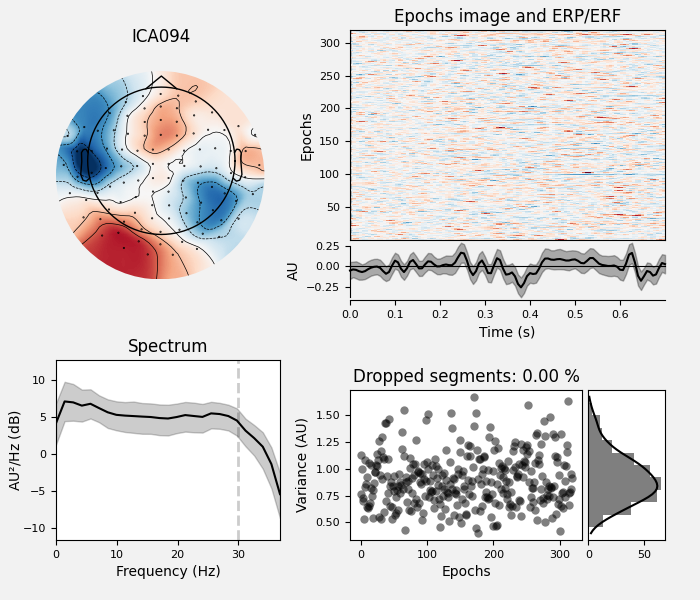 ICA094
Epochs image and ERP/ERF
Epochs
300
250
200
150
100
50
AU
0.25
0.00
−0.25
0.0 0.1 0.2 0.3 0.4 0.5 0.6
Time (s)
Spectrum
AU²/Hz (dB)
10
5
0
−5
−10
0 10 20 30
Frequency (Hz)
Dropped segments: 0.00 %
Variance (AU)
1.50
1.25
1.00
0.75
0.50
0 100 200 300
Epochs
0 50